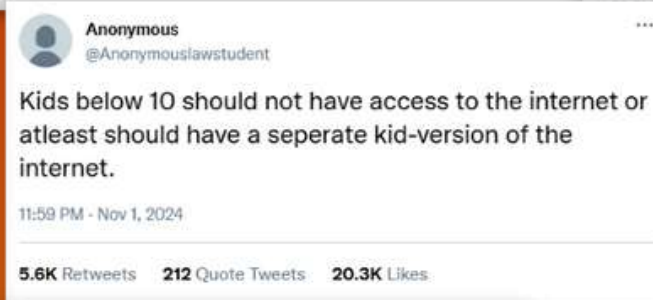 Anonymous
@Anonymouslawstudent
Kids below 10 should not have access to the internet or
atleast should have a seperate kid-version of the
internet.
11:59 PM - Nov 1, 2024
5.6K Retweets 212 Quote Tweets 20.3K Likes